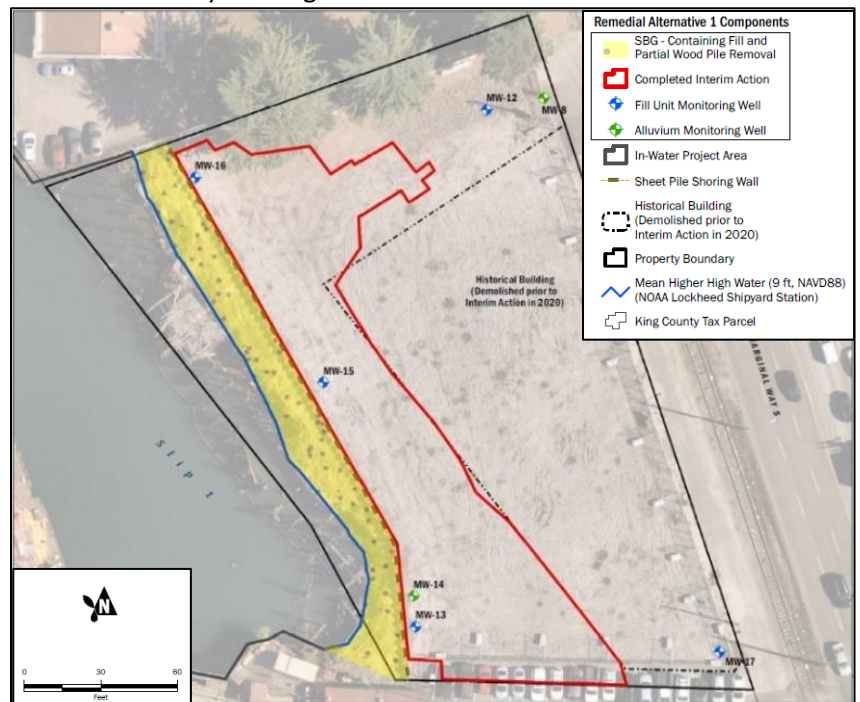 Remedial Alternative 1 Components
SBG - Containing Fill and
Partial Wood Pile Removal
Completed Interim Action
Fill Unit Monitoring Well
Alluvium Monitoring Well
In-Water Project Area
Sheet Pile Shoring Wall
Historical Building
(Demolished prior to
Interim Action in 2020)
Property Boundary
Mean Higher High Water (9 ft, NAVD88)
(NOAA Lockheed Shipyard Station)
King County Tax Parcel
MW-12
MW-8
MW-16
Historical Building
(Demolished prior to
Interim Action in 2020)
MW-15
ARGINAL WAY S
Slip 1
MW-14
MW-13
MW-17
N
0 30 60
Feet